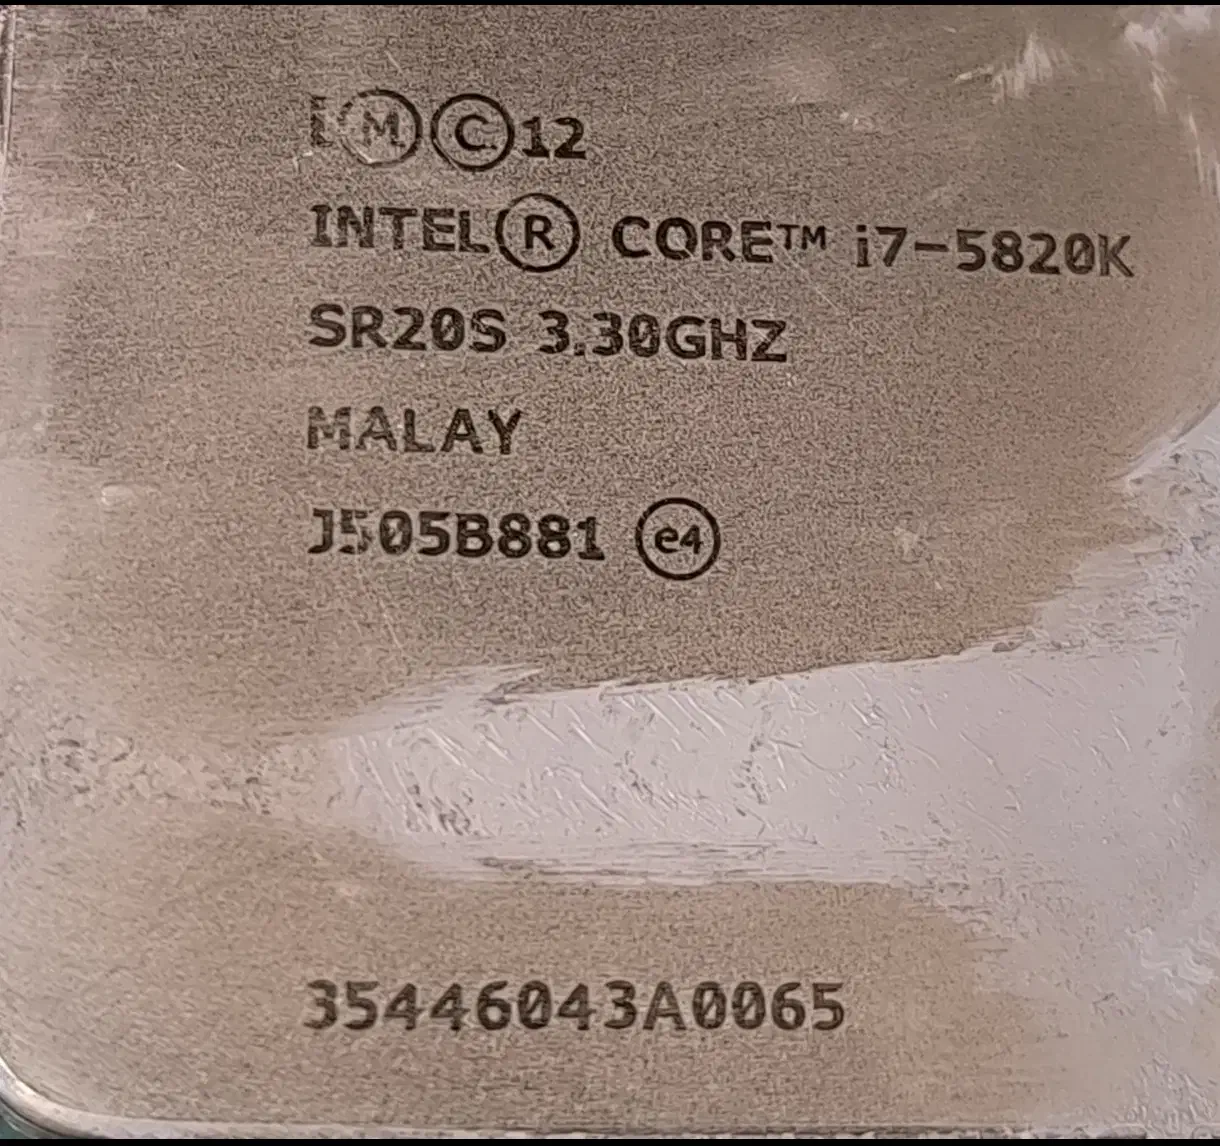 i Ⓜ Ⓒ 12
INTEL® CORE™ i7-5820K
SR20S 3.30GHZ
MALAY
J505B881 e4
35446043A0065